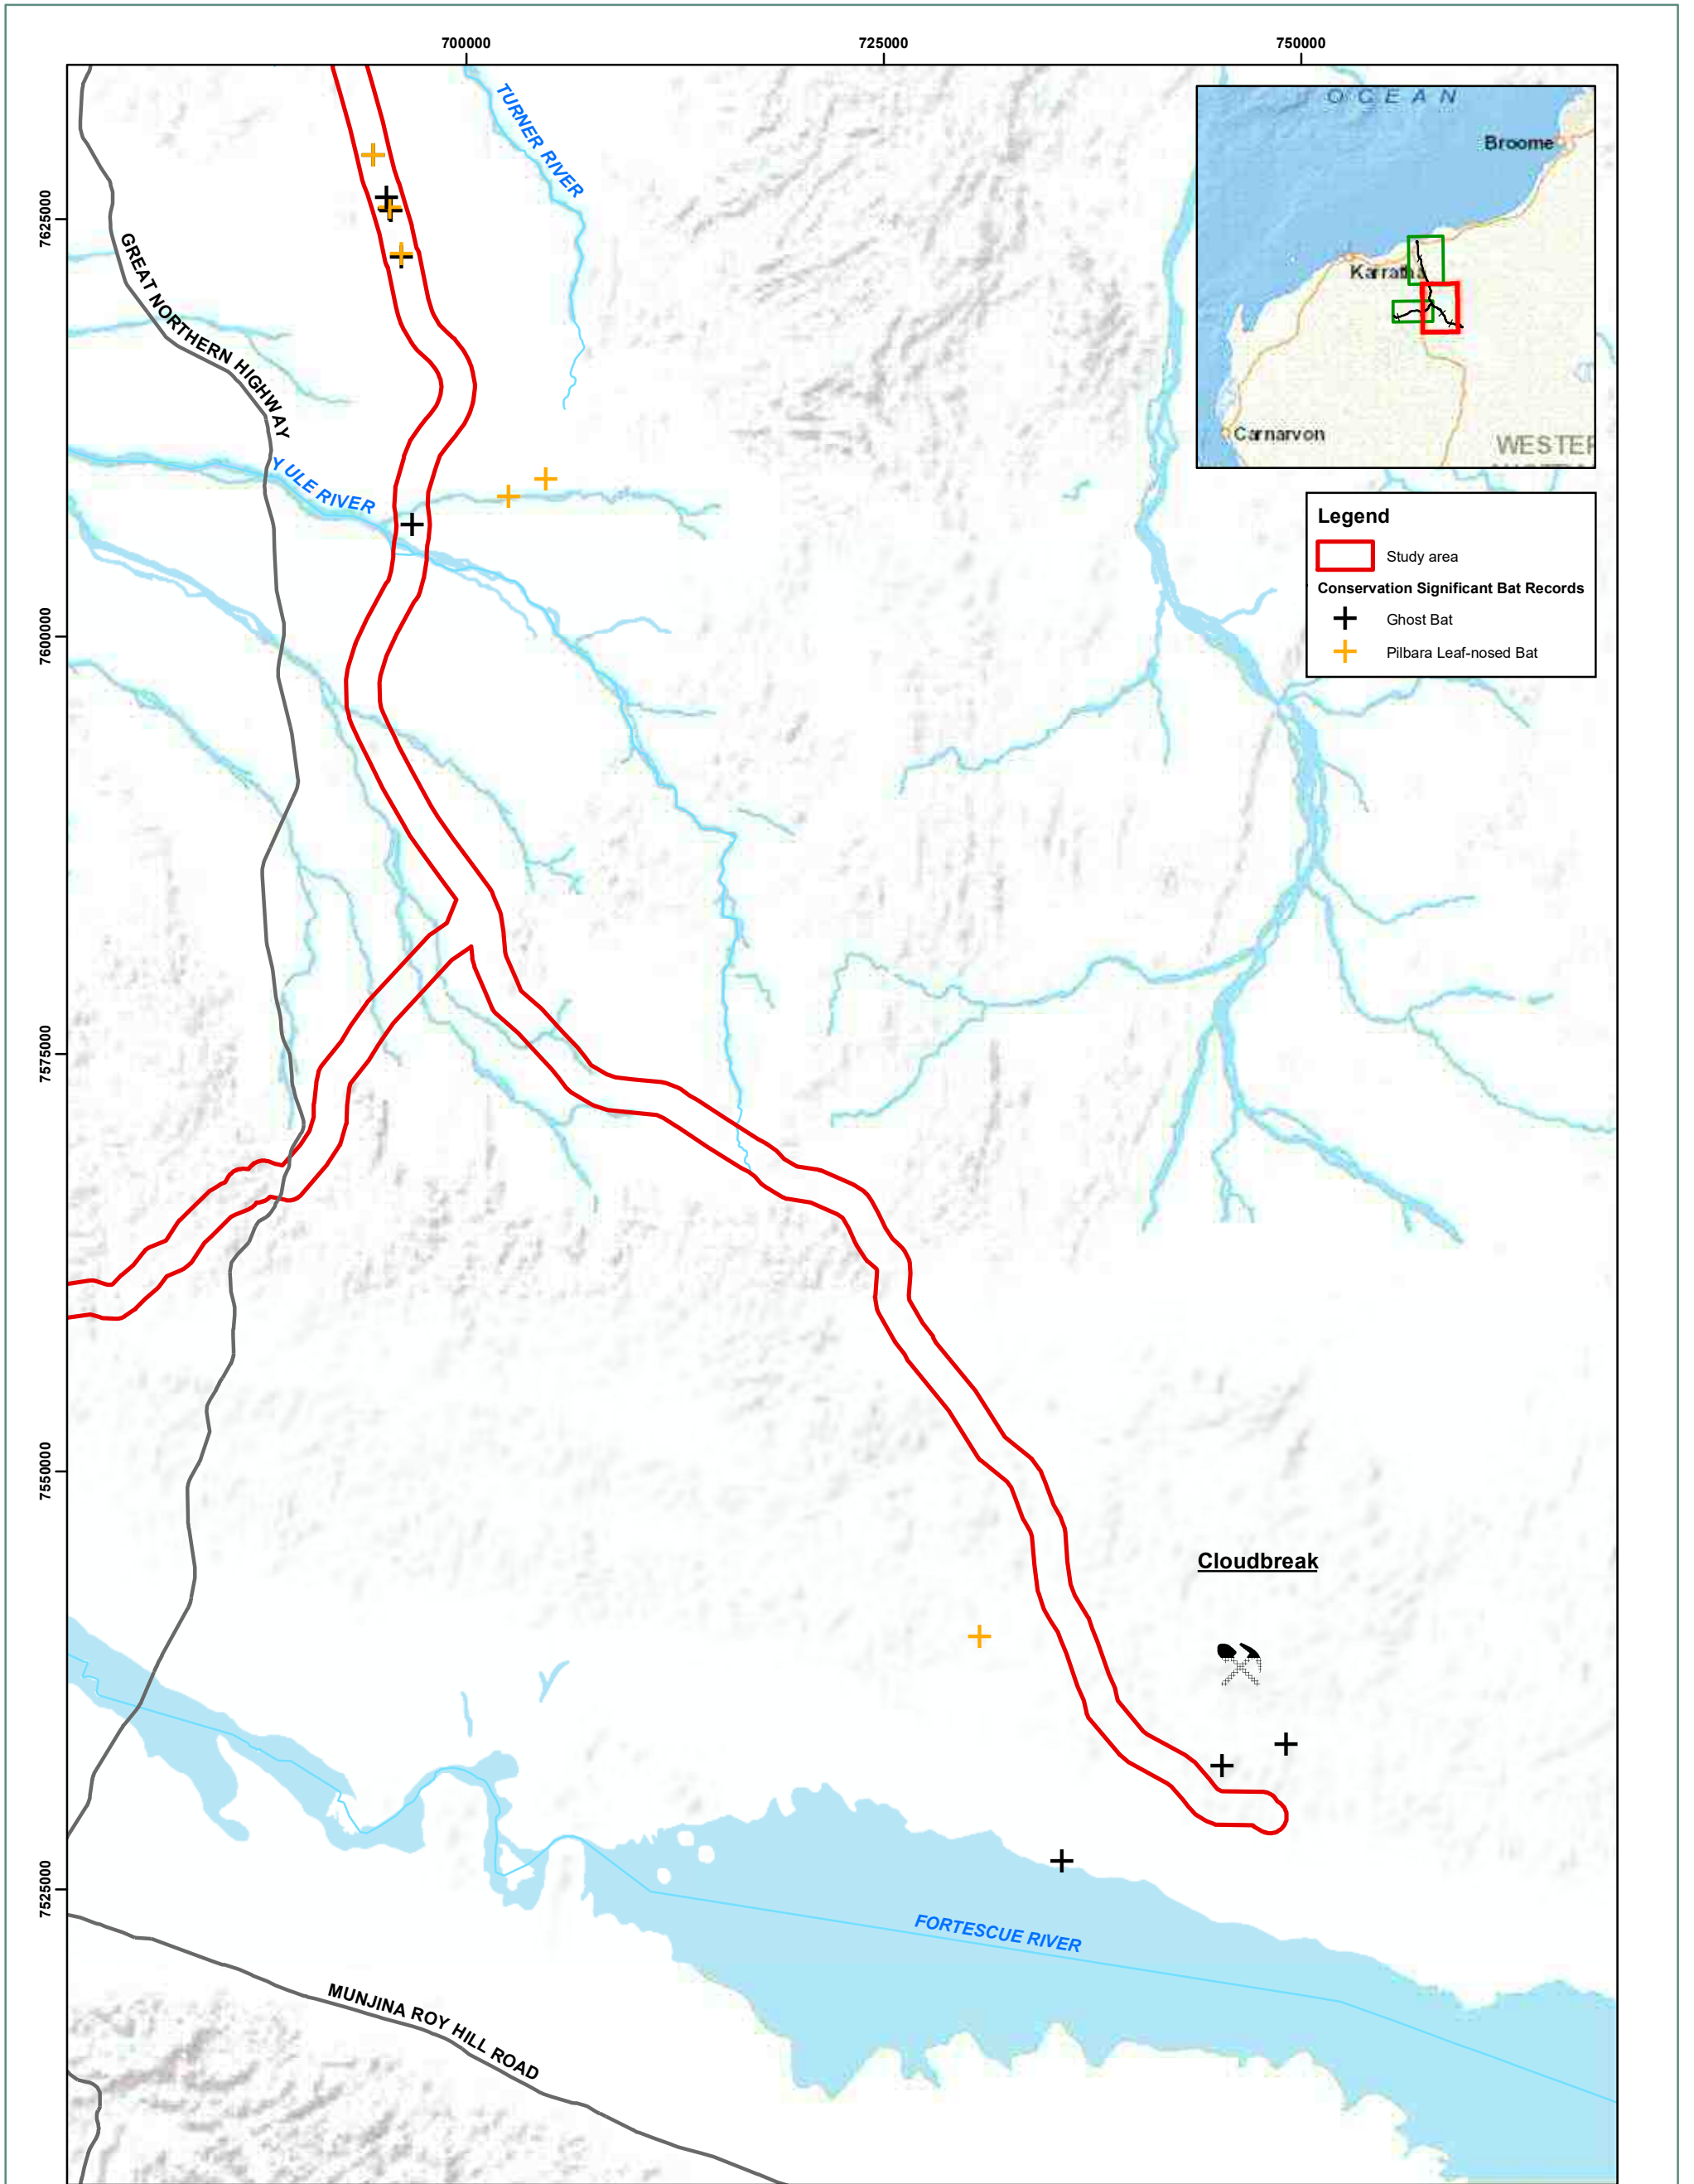 700000
725000
750000
7625000
7600000
7575000
7550000
7525000
TURNER RIVER
GREAT NORTHERN HIGHWAY
YULE RIVER
OCEAN
Broome
Karratha
Carnarvon
WESTER
Legend
Study area
Conservation Significant Bat Records
Ghost Bat
Pilbara Leaf-nosed Bat
Cloudbreak
FORTESCUE RIVER
MUNJINA ROY HILL ROAD